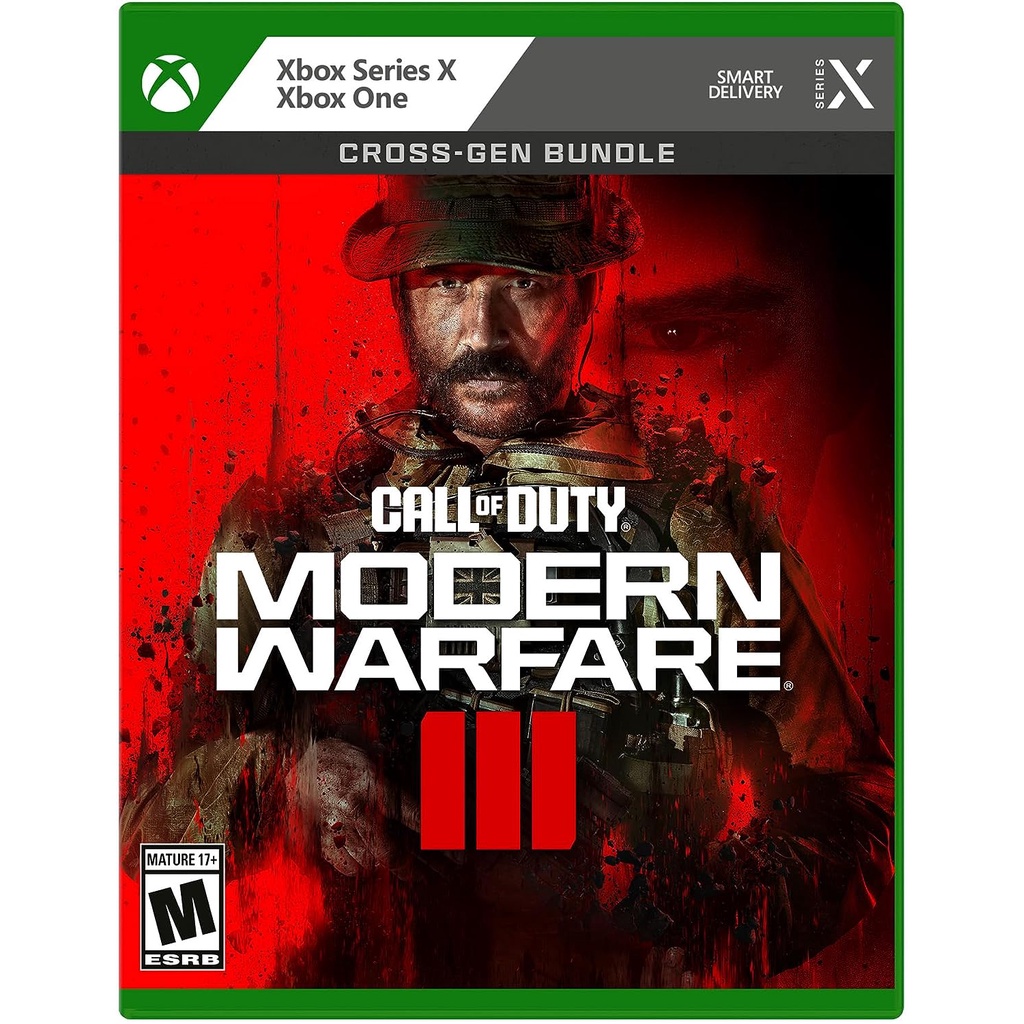 Xbox Series X
Xbox One
SMART
DELIVERY
SERIES X
CROSS-GEN BUNDLE
CALL OF DUTY®
MODERN
WARFARE®
III
MATURE 17+
M
ESRB